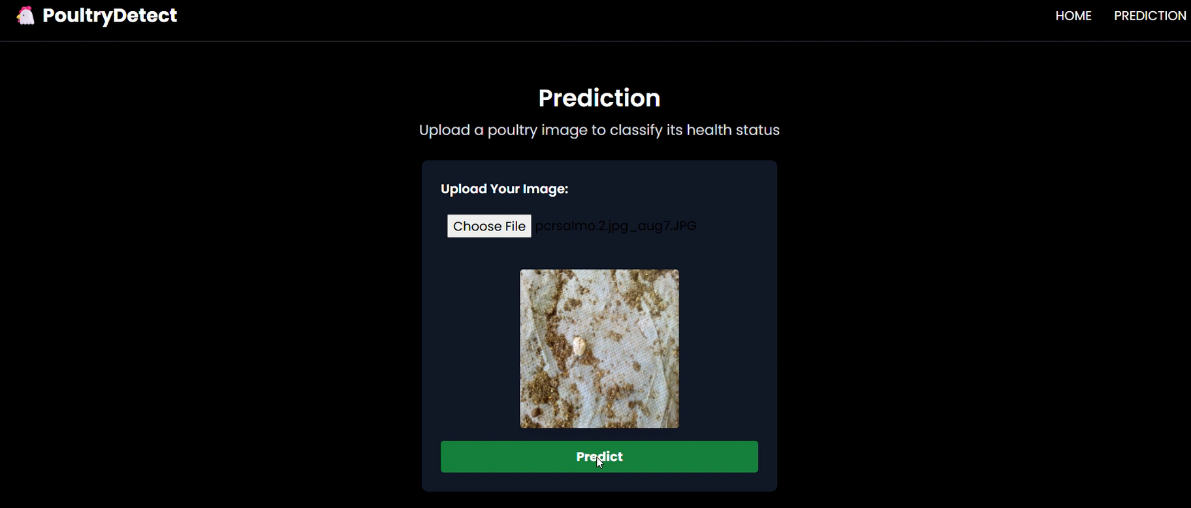 PoultryDetect
HOME PREDICTION
Prediction
Upload a poultry image to classify its health status
Upload Your Image:
Choose File pcrsalmo.2.jpg_aug7.JPG
Predict